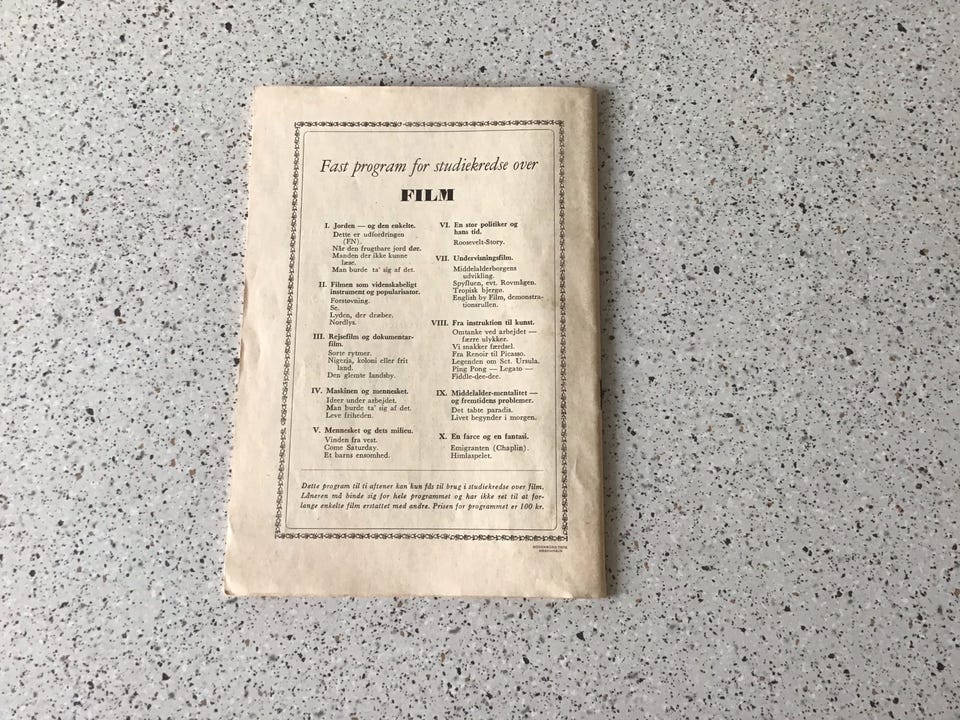 Fast program for studiekredse over
FILM
I. Jorden — og den enkelte.
Dette er udfordringen
(FN).
Når den frugtbare jord dør.
Manden der ikke kunne
læse.
Man burde ta' sig af det.
II. Filmen som videnskabeligt
instrument og popularisator.
Forstøvning.
Se.
Lyden, der dræber.
Nordlys.
III. Rejsefilm og dokumentar-
film.
Sorte rytmer.
Nigeria, koloni eller frit
land.
Den glemte landsby.
IV. Maskinen og mennesket.
Ideer under arbejdet.
Man burde ta' sig af det.
Leve friheden.
V. Mennesket og dets milieu.
Vinden fra vest.
Come Saturday.
Et barns ensomhed.
VI. En stor politiker og
hans tid.
Roosevelt-Story.
VII. Undervisningsfilm.
Middelalderborgens
udvikling.
Spyfluen, evt. Rovmågen.
Tropisk bjergø.
English by Film, demonstra-
tionsrullen.
VIII. Fra instruktion til kunst.
Omtanke ved arbejdet —
færre ulykker.
Vi snakker færdsel.
Fra Renoir til Picasso.
Legenden om Sct. Ursula.
Ping Pong — Legato —
Fiddle-dee-dee.
IX. Middelalder-mentalitet —
og fremtidens problemer.
Det tabte paradis.
Livet begynder i morgen.
X. En farce og en fantasi.
Emigranten (Chaplin).
Himlaspelet.
Dette program til ti aftener kan kun fås til brug i studiekredse over film.
Låneren må binde sig for hele programmet og har ikke ret til at for-
lange enkelte film erstattet med andre. Prisen for programmet er 100 kr.